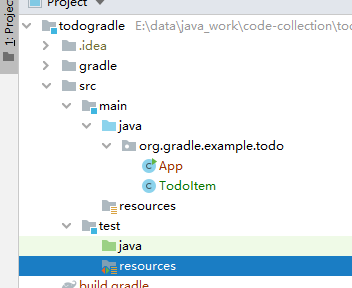 Project
1: Project
todogradle E:\data\java_work\code-collection\to
.idea
gradle
src
main
java
org.gradle.example.todo
App
TodoItem
resources
test
java
resources
build.gradle